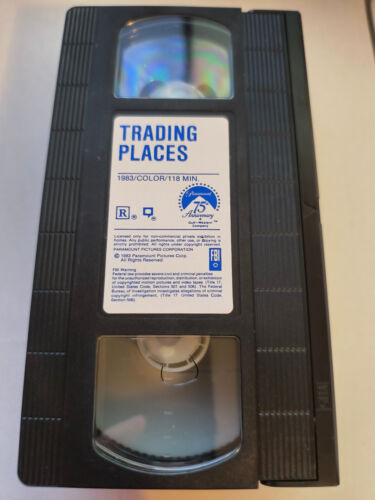 TRADING
PLACES
1983/COLOR/118 MIN.
Paramount
75th
Anniversary
R
A Gulf+Western
Company
Licensed only for non-commercial private exhibition in
homes. Any public performance, other use, or copying is
strictly prohibited. All rights under copyright reserved.
PARAMOUNT PICTURES CORPORATION
© 1983 Paramount Pictures Corp.
All Rights Reserved.
FBI
FBI Warning
Federal law provides severe civil and criminal penalties
for the unauthorized reproduction, distribution, or exhibition
of copyrighted motion pictures and video tapes (Title 17,
United States Code, Sections 501 and 506). The Federal
Bureau of Investigation investigates allegations of criminal
copyright infringement. (Title 17, United States Code,
Section 506).